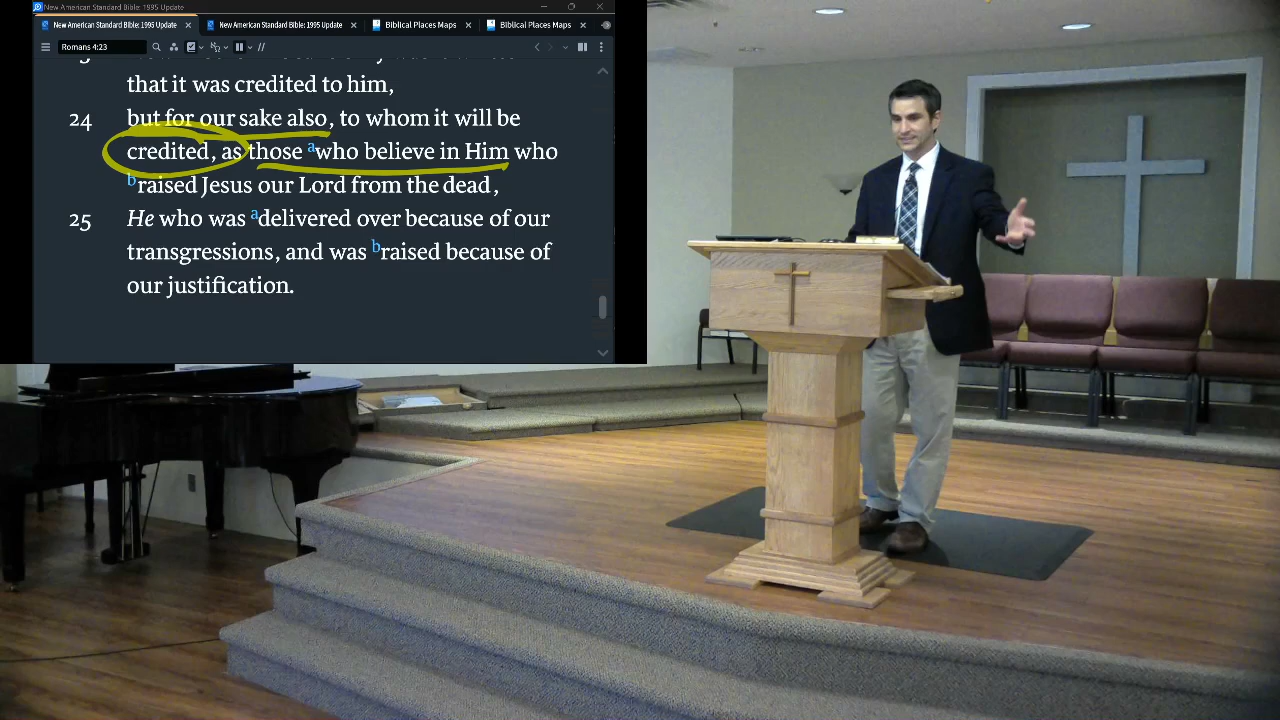 New American Standard Bible: 1995 Update
New American Standard Bible: 1995 Update New American Standard Bible: 1995 Update Biblical Places Maps Biblical Places Maps
Romans 4:23
that it was credited to him,
24 but for our sake also, to whom it will be
credited, as those a who believe in Him who
b raised Jesus our Lord from the dead,
25 He who was a delivered over because of our
transgressions, and was b raised because of
our justification.